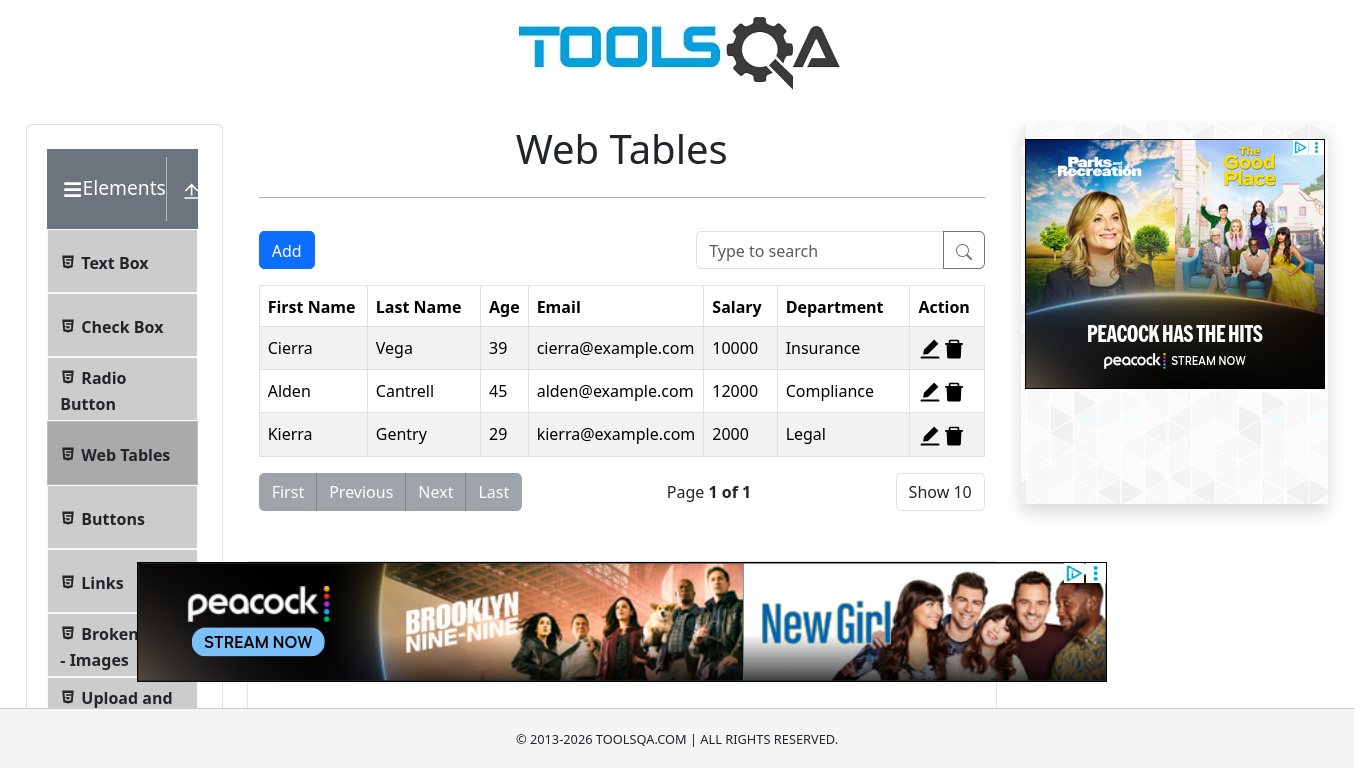 TOOLSQA
Elements
Text Box
Check Box
Radio
Button
Web Tables
Buttons
Links
Broken
- Images
Upload and
Web Tables
Add
Type to search
First Name Last Name Age Email Salary Department Action
Cierra Vega 39 cierra@example.com 10000 Insurance
Alden Cantrell 45 alden@example.com 12000 Compliance
Kierra Gentry 29 kierra@example.com 2000 Legal
First Previous Next Last
Page 1 of 1
Show 10
Parks and
Recreation
The
Good
Place
PEACOCK HAS THE HITS
peacock STREAM NOW
peacock
STREAM NOW
BROOKLYN
NINE-NINE
New Girl
© 2013-2026 TOOLSQA.COM | ALL RIGHTS RESERVED.